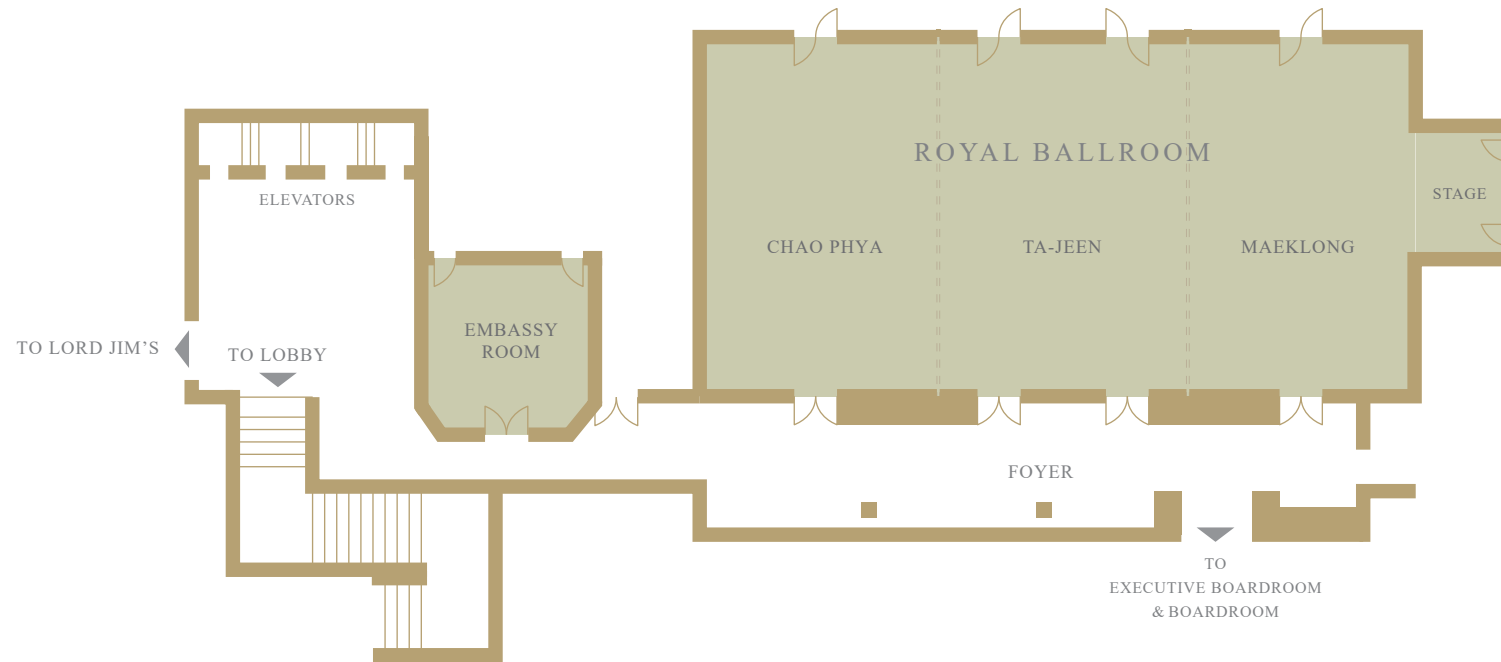 ROYAL BALLROOM
STAGE
ELEVATORS
CHAO PHYA
TA-JEEN
MAEKLONG
EMBASSY
ROOM
TO LORD JIM’S
TO LOBBY
FOYER
TO
EXECUTIVE BOARDROOM
& BOARDROOM